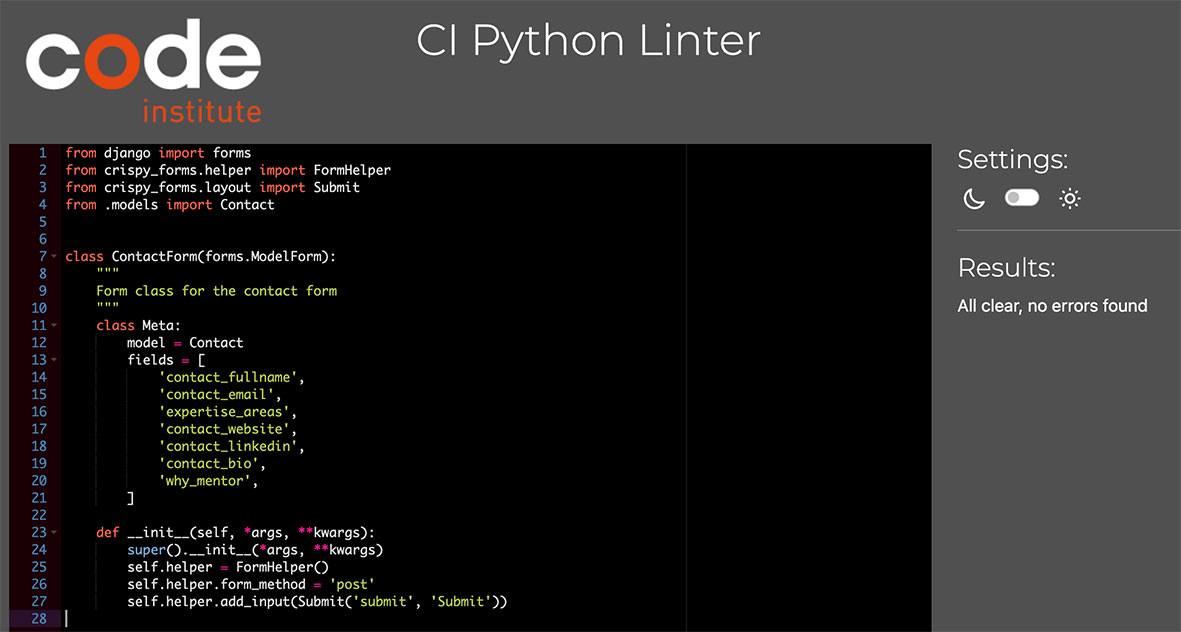 code
institute
CI Python Linter
1 from django import forms
2 from crispy_forms.helper import FormHelper
3 from crispy_forms.layout import Submit
4 from .models import Contact
5
6
7 class ContactForm(forms.ModelForm):
8     """
9     Form class for the contact form
10     """
11     class Meta:
12         model = Contact
13         fields = [
14             'contact_fullname',
15             'contact_email',
16             'expertise_areas',
17             'contact_website',
18             'contact_linkedin',
19             'contact_bio',
20             'why_mentor',
21         ]
22
23     def __init__(self, *args, **kwargs):
24         super().__init__(*args, **kwargs)
25         self.helper = FormHelper()
26         self.helper.form_method = 'post'
27         self.helper.add_input(Submit('submit', 'Submit'))
28
Settings:
Results:
All clear, no errors found